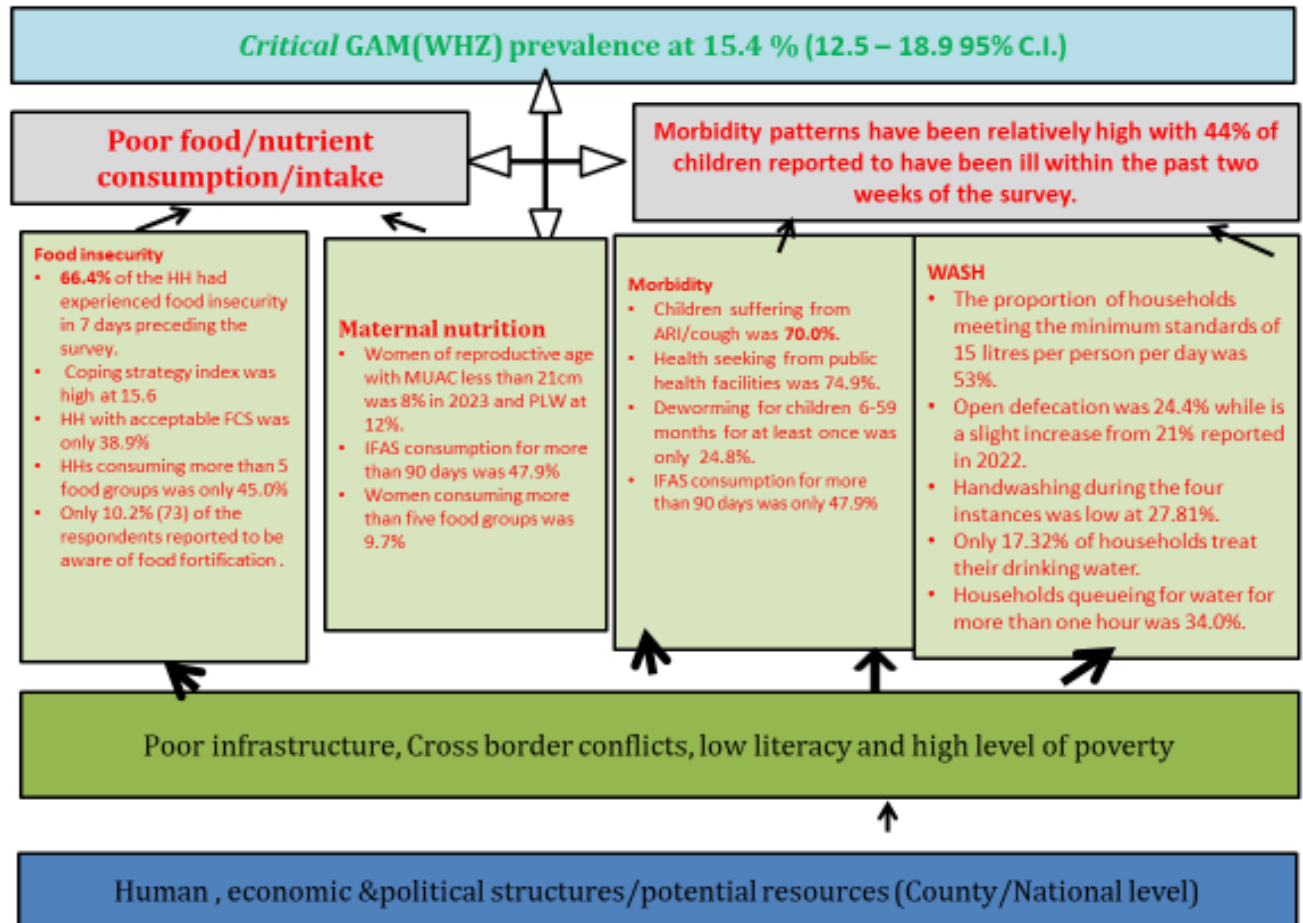 Critical GAM(WHZ) prevalence at 15.4 % (12.5 – 18.9 95% C.I.)
Poor food/nutrient
consumption/intake
Morbidity patterns have been relatively high with 44% of
children reported to have been ill within the past two
weeks of the survey.
Food insecurity
▪ 66.4% of the HH had
experienced food insecurity
in 7 days preceding the
survey.
▪ Coping strategy index was
high at 15.6
▪ HH with acceptable FCS was
only 38.9%
▪ HHs consuming more than 5
food groups was only 45.0%
▪ Only 10.2% (73) of the
respondents reported to be
aware of food fortification .
Maternal nutrition
▪ Women of reproductive age
with MUAC less than 21cm
was 8% in 2023 and PLW at
12%.
▪ IFAS consumption for more
than 90 days was 47.9%
▪ Women consuming more
than five food groups was
9.7%
Morbidity
▪ Children suffering from
ARI/cough was 70.0%.
▪ Health seeking from public
health facilities was 74.9%.
▪ Deworming for children 6-59
months for at least once was
only 24.8%.
▪ IFAS consumption for more
than 90 days was only 47.9%
WASH
• The proportion of households
meeting the minimum standards of
15 litres per person per day was
53%.
• Open defecation was 24.4% while is
a slight increase from 21% reported
in 2022.
• Handwashing during the four
instances was low at 27.81%.
• Only 17.32% of households treat
their drinking water.
• Households queueing for water for
more than one hour was 34.0%.
Poor infrastructure, Cross border conflicts, low literacy and high level of poverty
Human , economic &political structures/potential resources (County/National level)